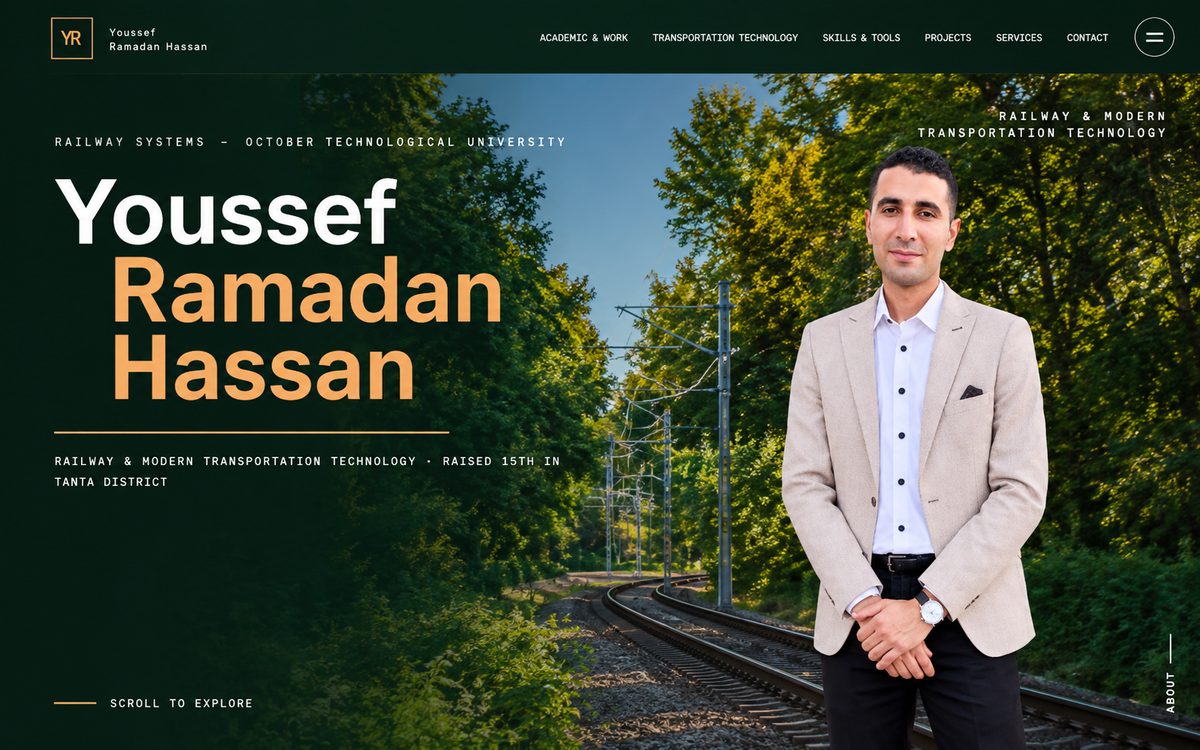 YR
Youssef
Ramadan Hassan
ACADEMIC & WORK
TRANSPORTATION TECHNOLOGY
SKILLS & TOOLS
PROJECTS
SERVICES
CONTACT
RAILWAY & MODERN
TRANSPORTATION TECHNOLOGY
RAILWAY SYSTEMS – OCTOBER TECHNOLOGICAL UNIVERSITY
Youssef
Ramadan
Hassan
RAILWAY & MODERN TRANSPORTATION TECHNOLOGY · RAISED 15TH IN
TANTA DISTRICT
SCROLL TO EXPLORE
ABOUT